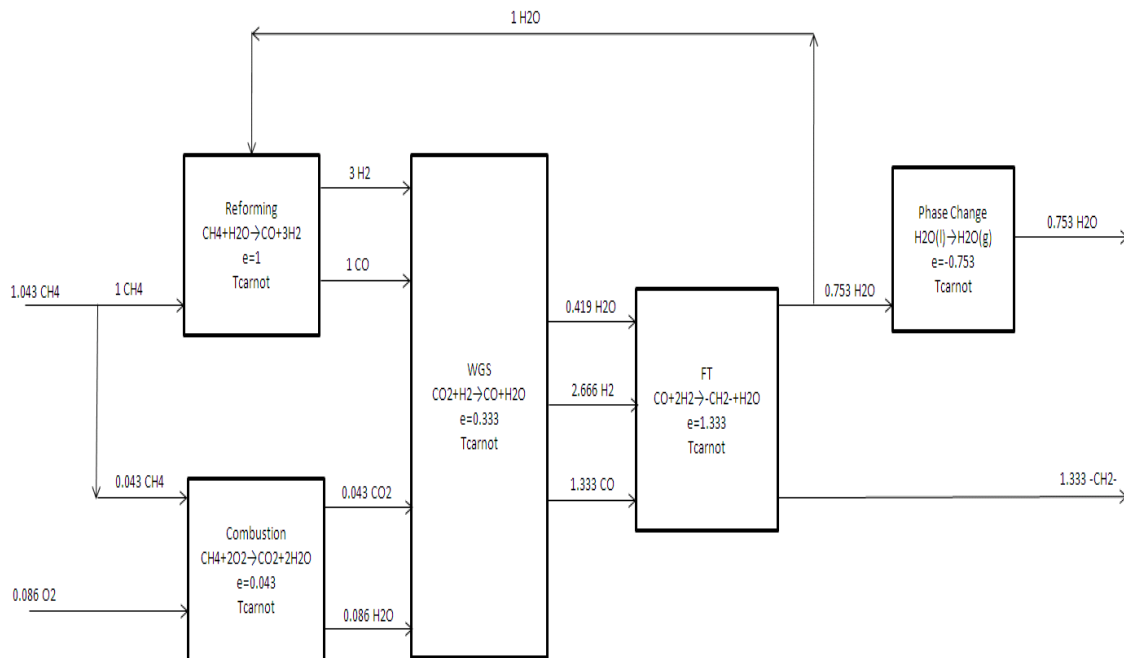 1 H2O
Reforming
CH4+H2O→CO+3H2
e=1
Tcarnot
3 H2
1 CO
1.043 CH4
1 CH4
Phase Change
H2O(l)→H2O(g)
e=-0.753
Tcarnot
0.753 H2O
0.753 H2O
WGS
CO2+H2→CO+H2O
e=0.333
Tcarnot
0.419 H2O
2.666 H2
1.333 CO
FT
CO+2H2→-CH2-+H2O
e=1.333
Tcarnot
1.333 -CH2-
0.043 CH4
0.086 O2
Combustion
CH4+2O2→CO2+2H2O
e=0.043
Tcarnot
0.043 CO2
0.086 H2O